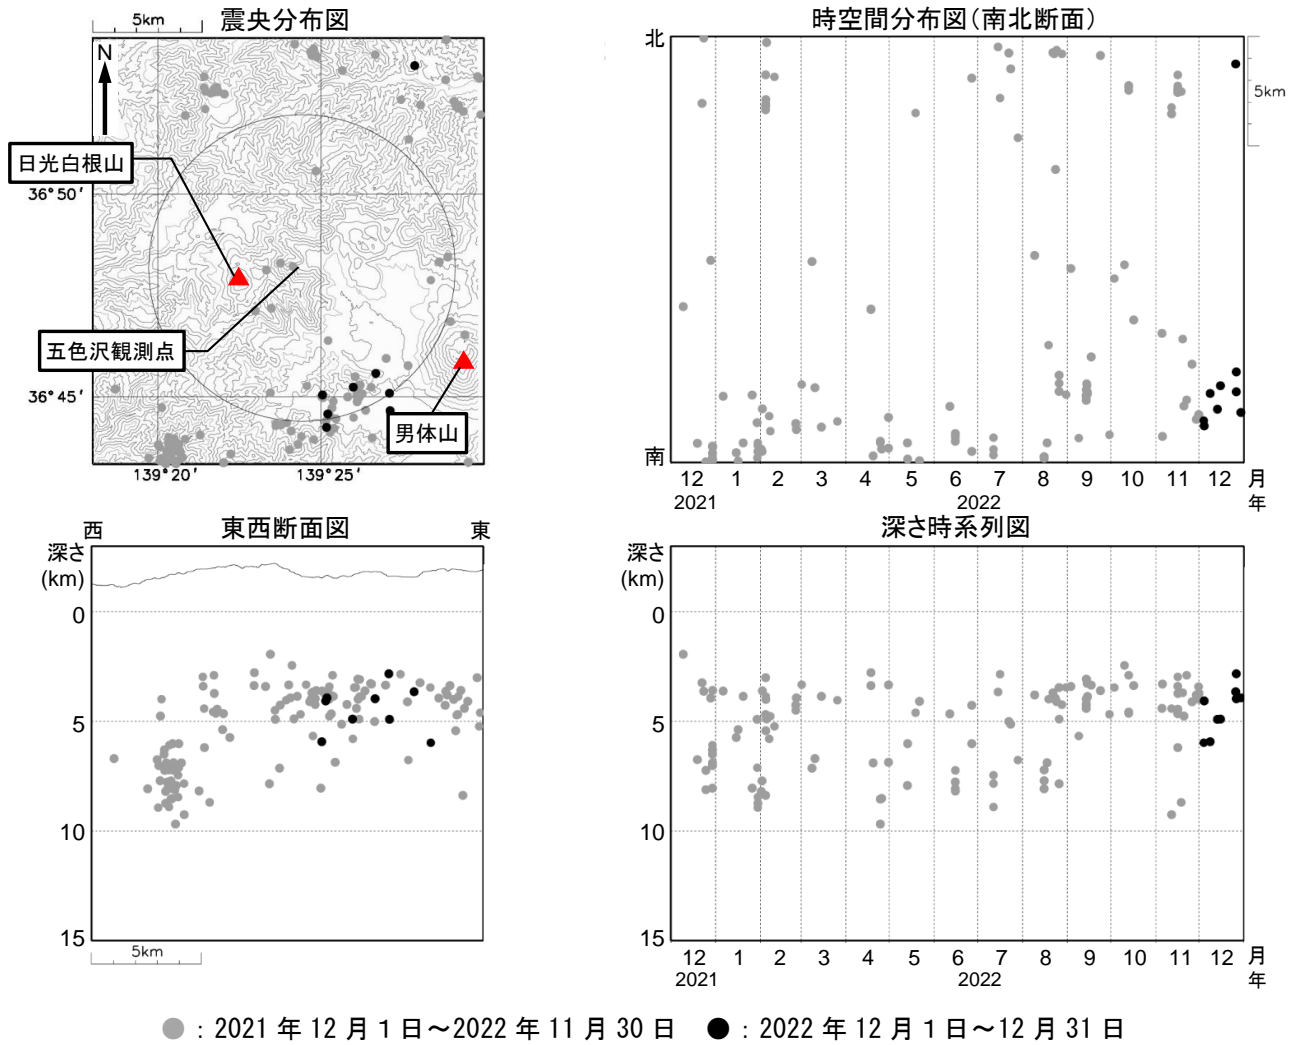 5km
震央分布図
N
日光白根山
36°50′
五色沢観測点
36°45′
男体山
139°20′
139°25′
時空間分布図(南北断面)
北
5km
南
12 1 2 3 4 5 6 7 8 9 10 11 12 月
2021 2022 年
東西断面図
西
東
深さ
(km)
0
5
10
15
5km
深さ時系列図
深さ
(km)
0
5
10
15
12 1 2 3 4 5 6 7 8 9 10 11 12 月
2021 2022 年
:2021 年 12 月 1 日~2022 年 11 月 30 日 :2022 年 12 月 1 日~12 月 31 日